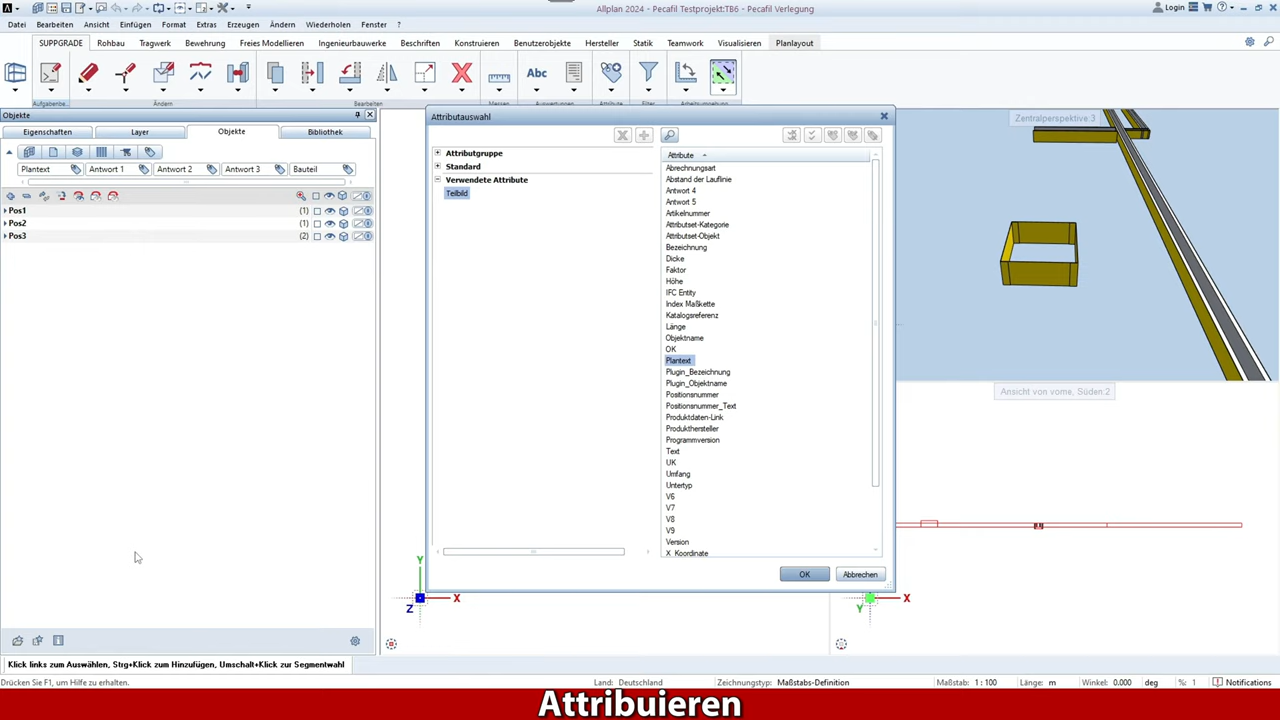 Allplan 2024 - Pecafil Testprojekt:TB6 - Pecafil Verlegung
Login
Datei Bearbeiten Ansicht Einfügen Format Extras Erzeugen Ändern Wiederholen Fenster ?
SUPPGRADE Rohbau Tragwerk Bewehrung Freies Modellieren Ingenieurbauwerke Beschriften Konstruieren Benutzerobjekte Hersteller Statik Teamwork Visualisieren Planlayout
Abc
Aufgabenbe... Ändern Bearbeiten Messen Auswertungen Attribute Filter Arbeitsumgebung
Objekte
Eigenschaften Layer Objekte Bibliothek
Plantext Antwort 1 Antwort 2 Antwort 3 Bauteil
Pos1 (1)
Pos2 (1)
Pos3 (2)
Attributauswahl
Attributgruppe
Standard
Verwendete Attribute
Teilbild
Attribute
Abrechnungsart
Abstand der Lauflinie
Antwort 4
Antwort 5
Artikelnummer
Attributset-Kategorie
Attributset-Objekt
Bezeichnung
Dicke
Faktor
Höhe
IFC Entity
Index Maßkette
Katalogsreferenz
Länge
Objektname
OK
Plantext
Plugin_Bezeichnung
Plugin_Objektname
Positionsnummer
Positionsnummer_Text
Produktdaten-Link
Produkthersteller
Programmversion
Text
UK
Umfang
Untertyp
V6
V7
V8
V9
Version
X_Koordinate
OK Abbrechen
Zentralperspektive:3
Ansicht von vorne, Süden:2
Y
Z X
X
Y
Klick links zum Auswählen, Strg+Klick zum Hinzufügen, Umschalt+Klick zur Segmentwahl
Drücken Sie F1, um Hilfe zu erhalten. Land: Deutschland Zeichnungstyp: Maßstabs-Definition Maßstab: 1 : 100 Länge: m Winkel: 0.000 deg %: 1 Notifications
Attribuieren